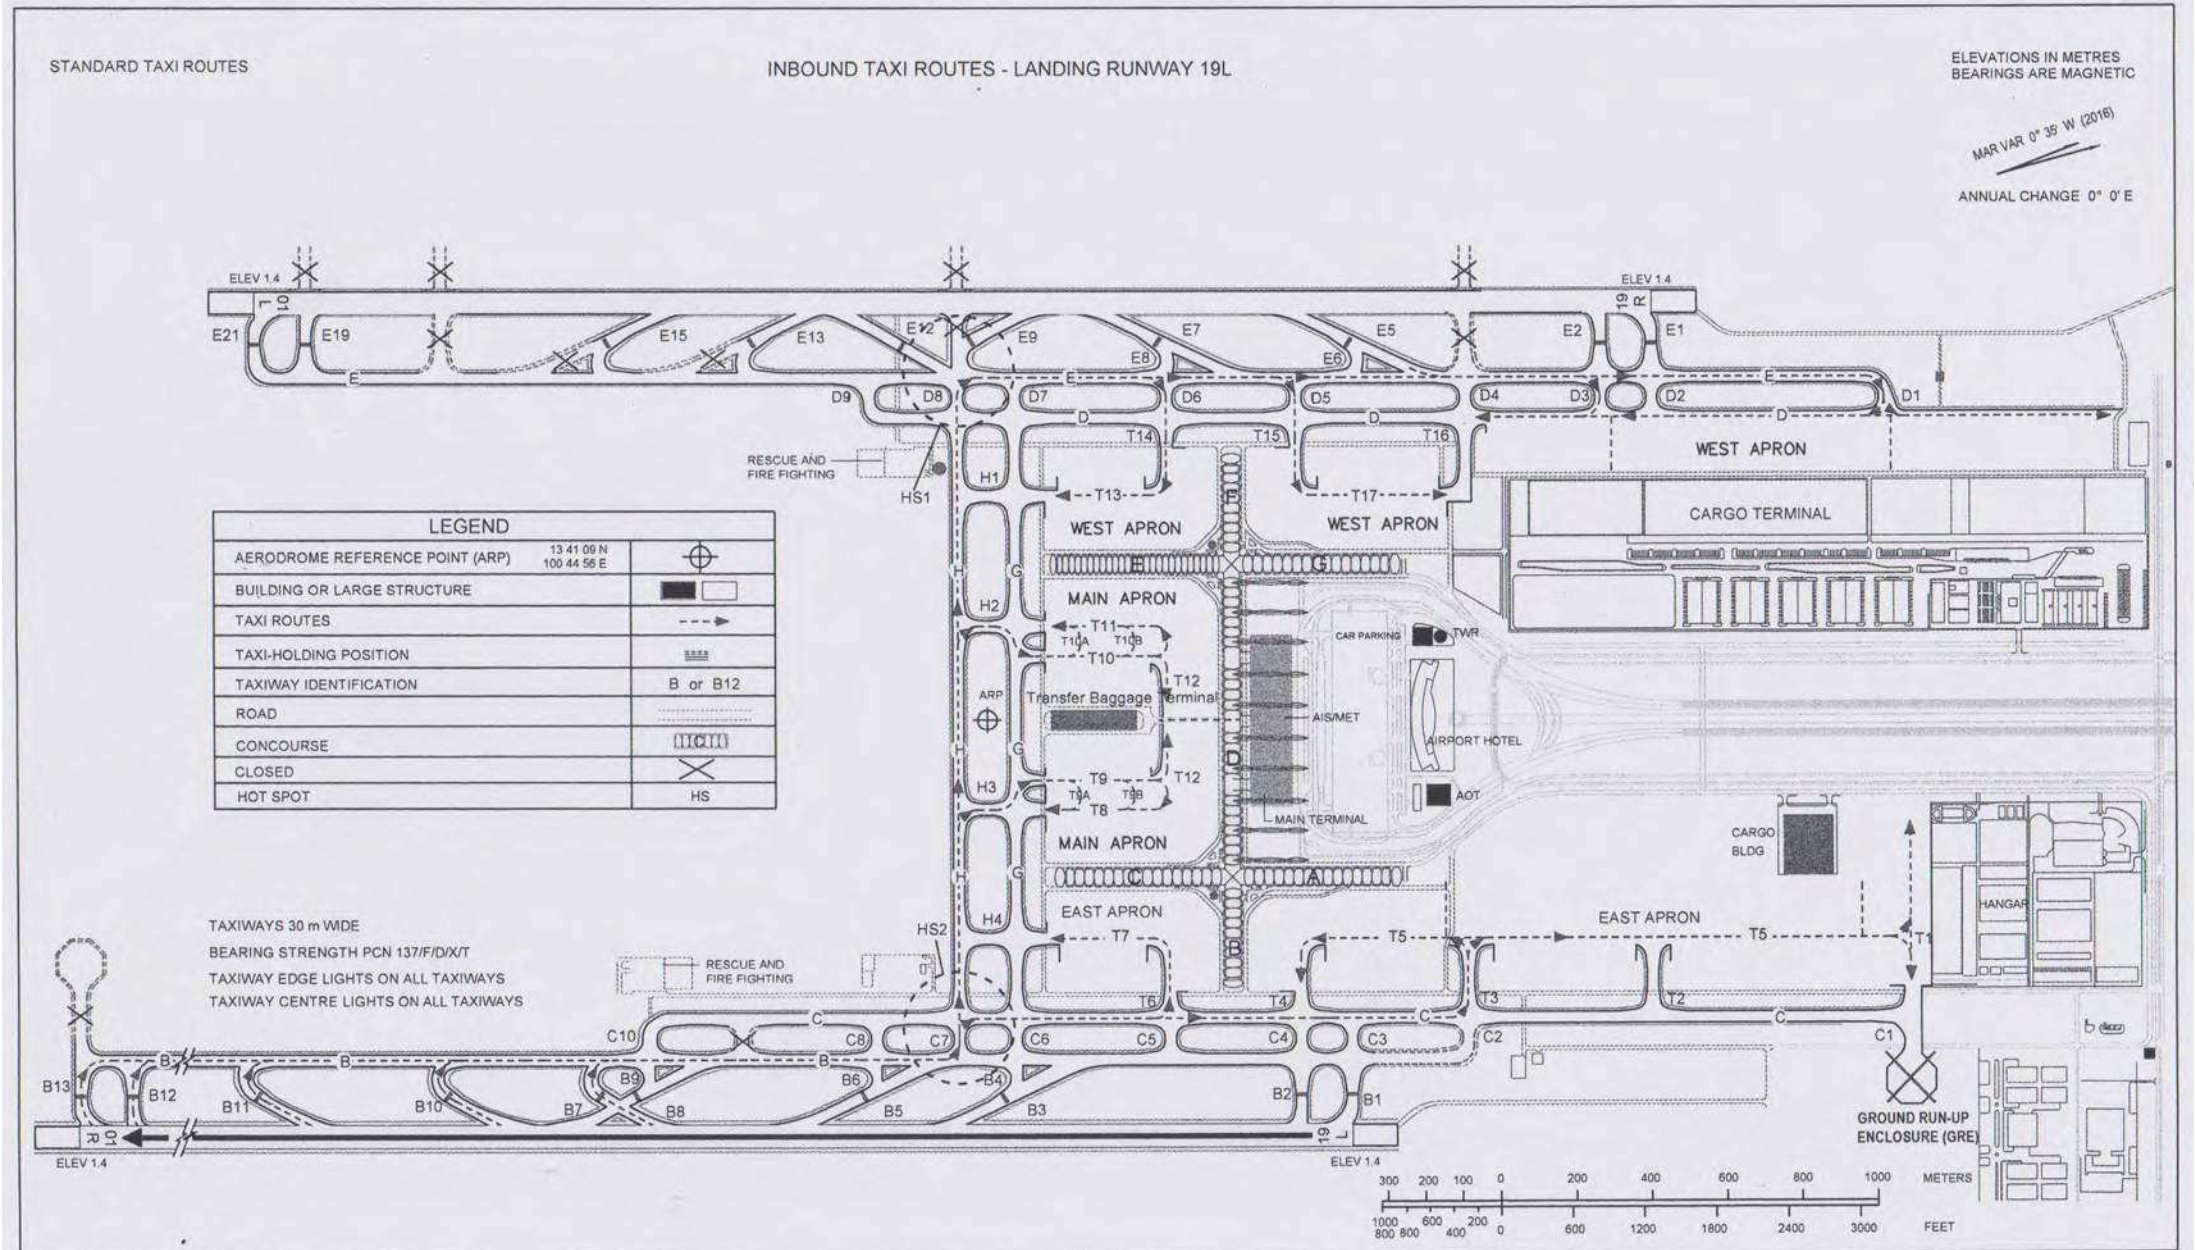 STANDARD TAXI ROUTES
INBOUND TAXI ROUTES - LANDING RUNWAY 19L
ELEVATIONS IN METRES
BEARINGS ARE MAGNETIC
MAR VAR 0° 35' W (2016)
ANNUAL CHANGE 0° 0' E
ELEV 1.4
ELEV 1.4
01
L
19
R
E21
E19
E15
E13
E12
E9
E7
E5
E2
E1
E8
E6
E
E
E
D9
D8
D7
D6
D5
D4
D3
D2
D1
D
D
D
T14
T15
T16
WEST APRON
RESCUE AND
FIRE FIGHTING
HS1
H1
T13
F
T17
WEST APRON
WEST APRON
CARGO TERMINAL
LEGEND
AERODROME REFERENCE POINT (ARP) 13 41 09 N
100 44 56 E
BUILDING OR LARGE STRUCTURE
TAXI ROUTES
TAXI-HOLDING POSITION
TAXIWAY IDENTIFICATION B or B12
ROAD
CONCOURSE C
CLOSED
HOT SPOT HS
H
G
E
G
MAIN APRON
H2
T11
T10A
T10B
T10
CAR PARKING
TWR
ARP
T12
Transfer Baggage Terminal
AIS/MET
H
G
AIRPORT HOTEL
D
H3
T9
T12
T9A
T9B
T8
AOT
MAIN TERMINAL
CARGO
BLDG
MAIN APRON
H
G
C
A
HANGAR
H4
EAST APRON
EAST APRON
HS2
T7
B
T5
T5
T1
TAXIWAYS 30 m WIDE
BEARING STRENGTH PCN 137/F/D/X/T
TAXIWAY EDGE LIGHTS ON ALL TAXIWAYS
TAXIWAY CENTRE LIGHTS ON ALL TAXIWAYS
RESCUE AND
FIRE FIGHTING
T6
T4
T3
T2
C
C
C
C10
C8
C7
C6
C5
C4
C3
C2
C1
B
B
B
B13
B12
B11
B10
B9
B7
B8
B6
B5
B4
B3
B2
B1
R
01
19
L
ELEV 1.4
ELEV 1.4
GROUND RUN-UP
ENCLOSURE (GRE)
300 200 100 0 200 400 600 800 1000 METERS
1000 800 600 400 200 0 600 1200 1800 2400 3000 FEET